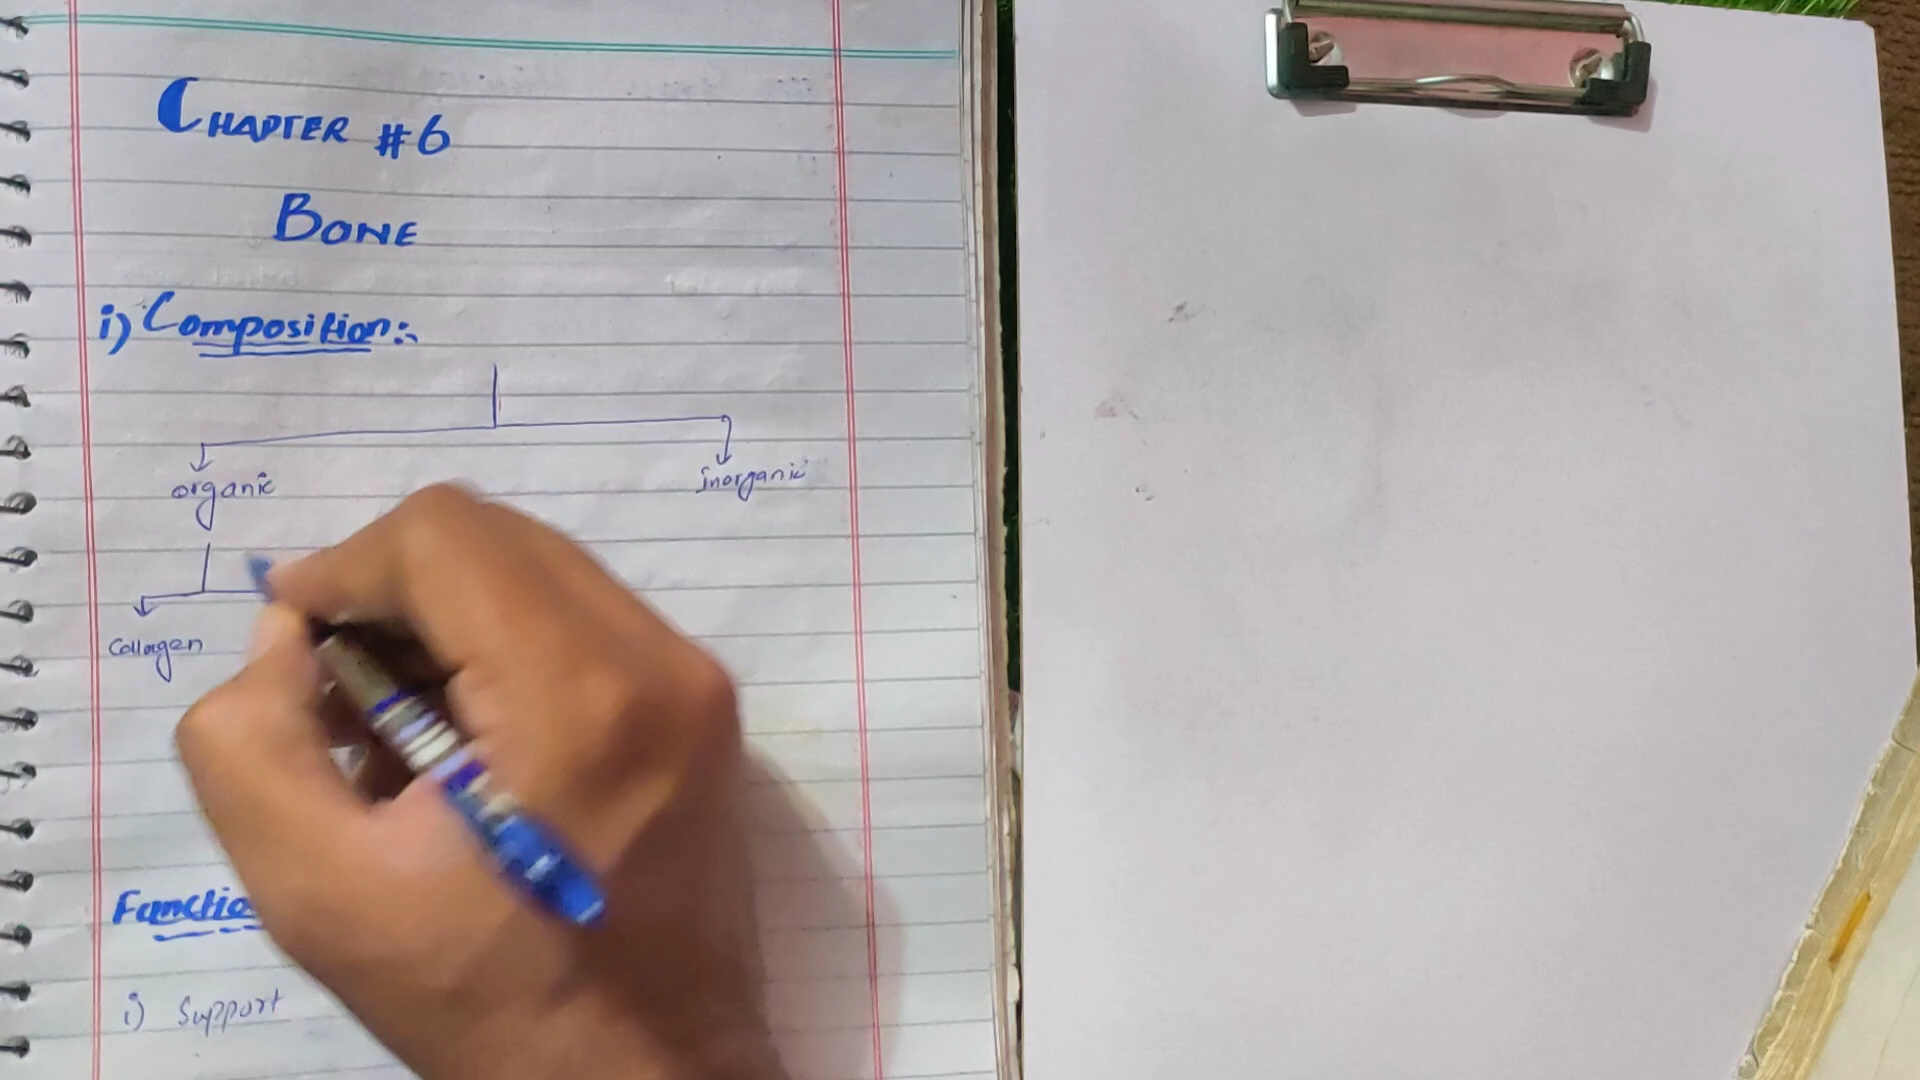 CHAPTER #6
BONE
i) Composition:-
organic
inorganic
Collagen
i) Support